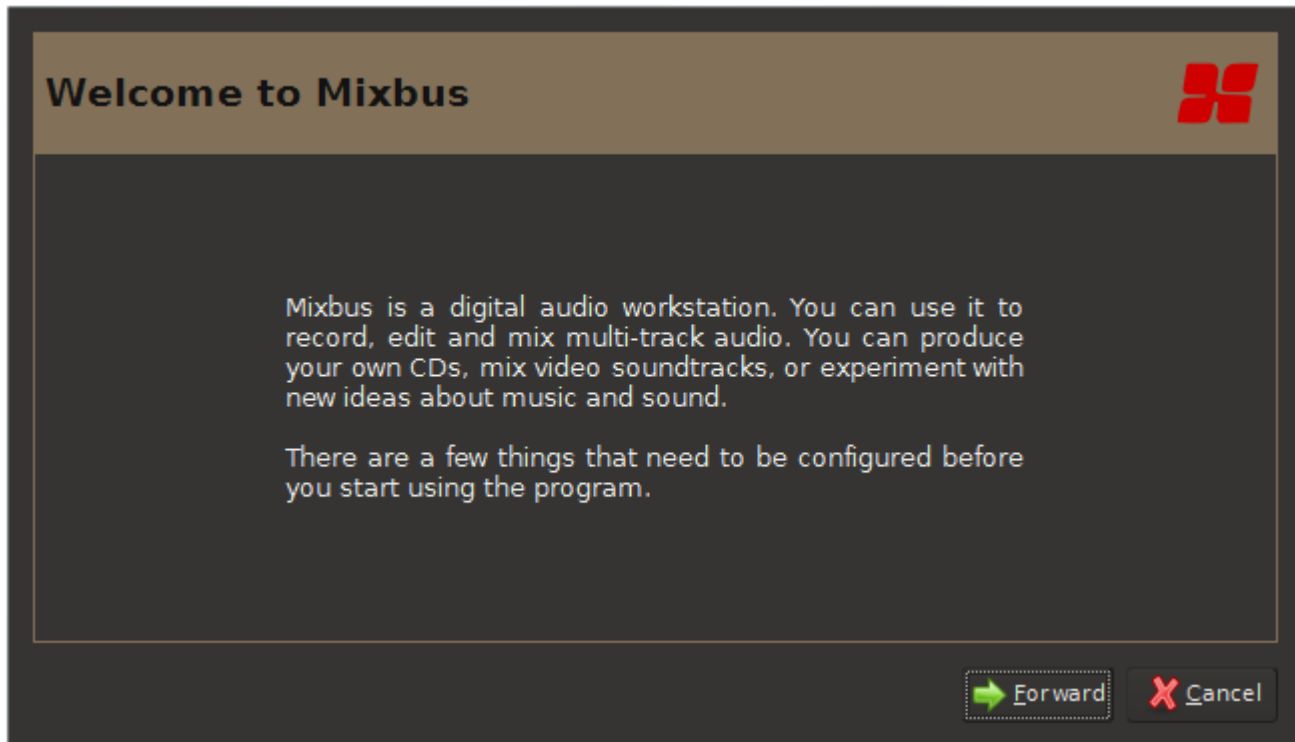 Welcome to Mixbus
Mixbus is a digital audio workstation. You can use it to
record, edit and mix multi-track audio. You can produce
your own CDs, mix video soundtracks, or experiment with
new ideas about music and sound.
There are a few things that need to be configured before
you start using the program.
Forward Cancel